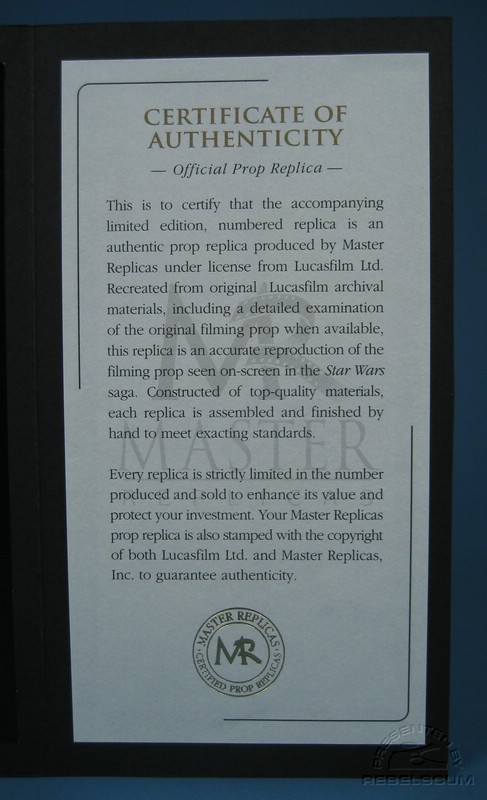 CERTIFICATE OF
AUTHENTICITY
— Official Prop Replica —
This is to certify that the accompanying
limited edition, numbered replica is an
authentic prop replica produced by Master
Replicas under license from Lucasfilm Ltd.
Recreated from original Lucasfilm archival
materials, including a detailed examination
of the original filming prop when available,
this replica is an accurate reproduction of the
filming prop seen on-screen in the Star Wars
saga. Constructed of top-quality materials,
each replica is assembled and finished by
hand to meet exacting standards.
MR
MASTER
REPLICAS
Every replica is strictly limited in the number
produced and sold to enhance its value and
protect your investment. Your Master Replicas
prop replica is also stamped with the copyright
of both Lucasfilm Ltd. and Master Replicas,
Inc. to guarantee authenticity.
MASTER REPLICAS
MR
• CERTIFIED PROP REPLICAS •
PRESENTED BY
REBELSCUM